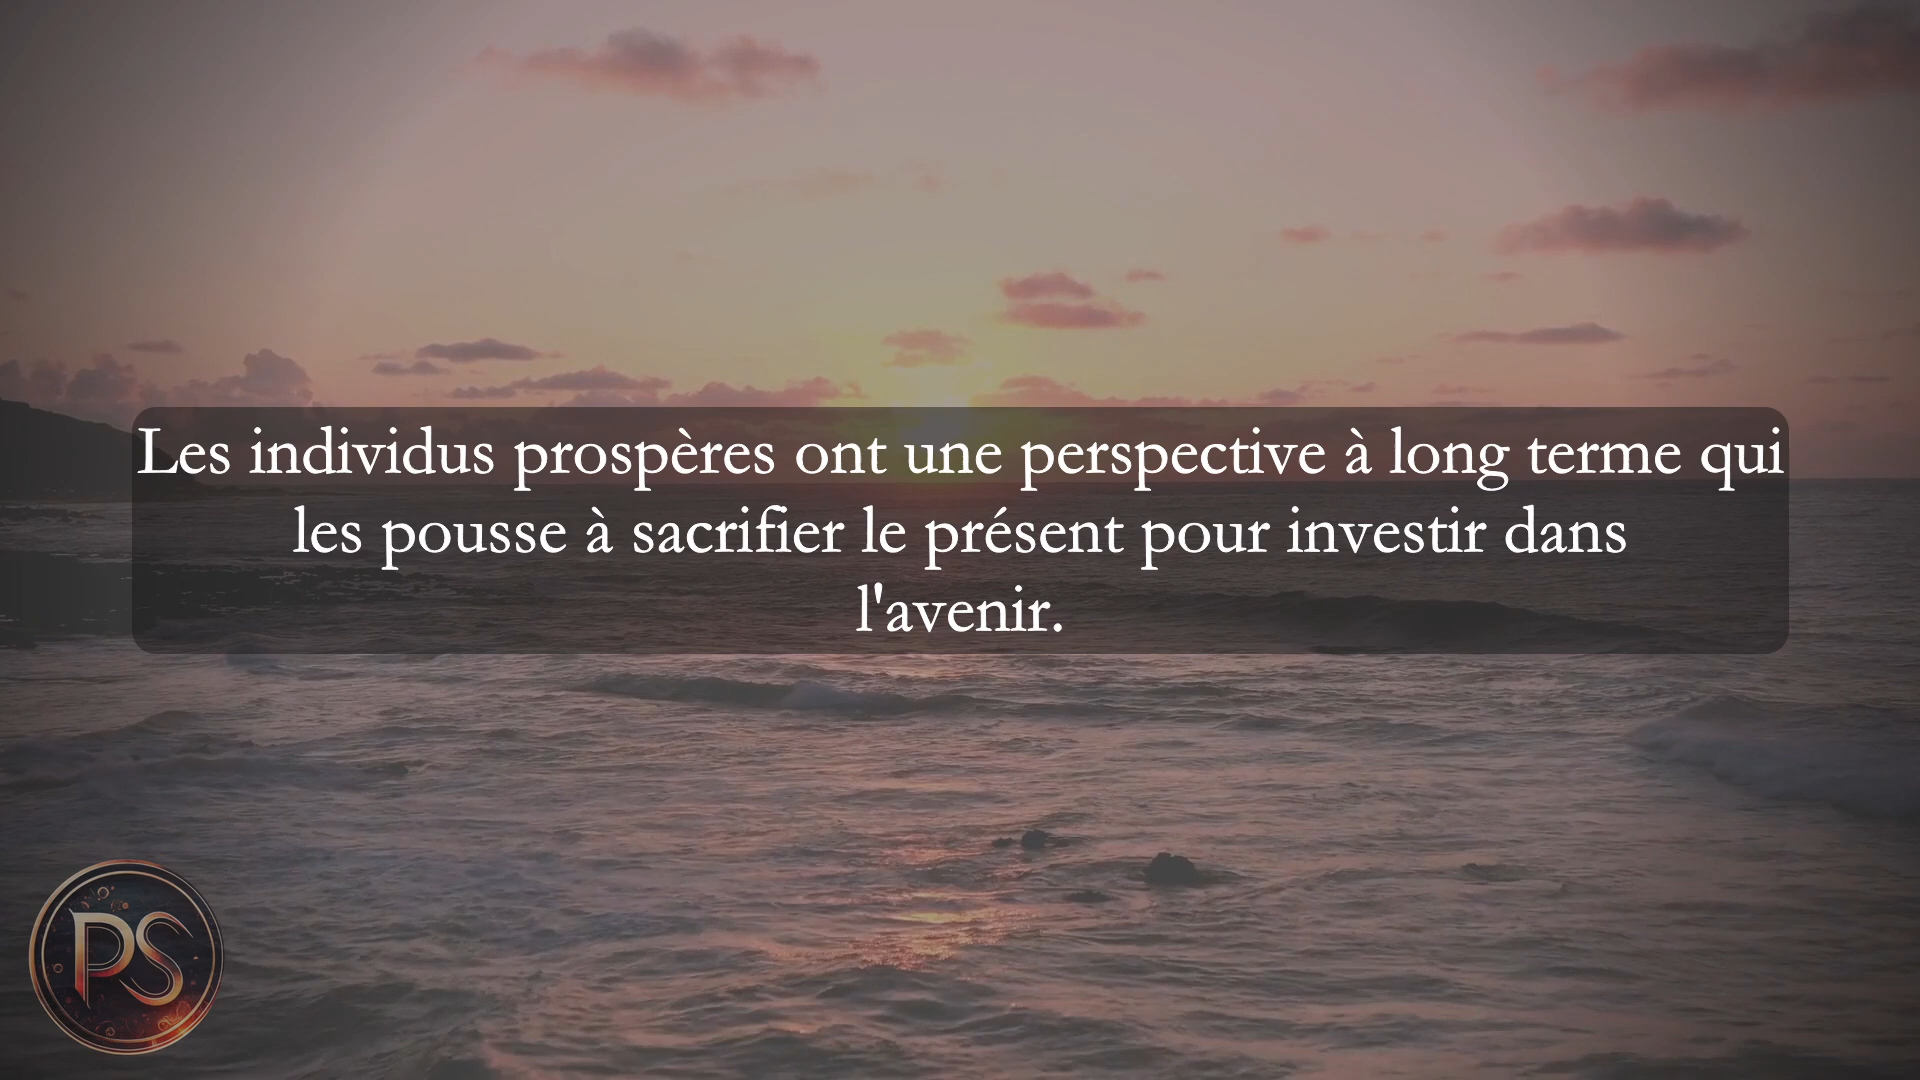 Les individus prospères ont une perspective à long terme qui
les pousse à sacrifier le présent pour investir dans
l'avenir.
PS